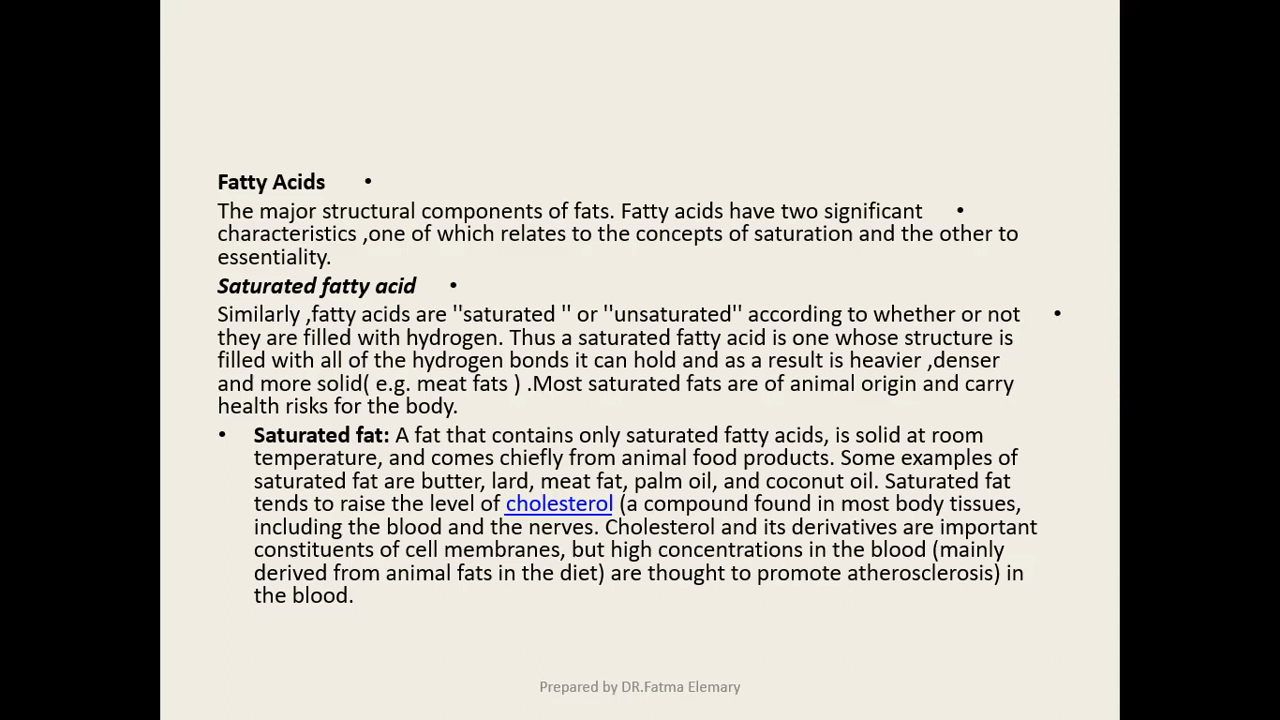 Fatty Acids •
The major structural components of fats. Fatty acids have two significant •
characteristics ,one of which relates to the concepts of saturation and the other to
essentiality.
Saturated fatty acid •
Similarly ,fatty acids are ''saturated '' or ''unsaturated'' according to whether or not •
they are filled with hydrogen. Thus a saturated fatty acid is one whose structure is
filled with all of the hydrogen bonds it can hold and as a result is heavier ,denser
and more solid( e.g. meat fats ) .Most saturated fats are of animal origin and carry
health risks for the body.
• Saturated fat: A fat that contains only saturated fatty acids, is solid at room
temperature, and comes chiefly from animal food products. Some examples of
saturated fat are butter, lard, meat fat, palm oil, and coconut oil. Saturated fat
tends to raise the level of cholesterol (a compound found in most body tissues,
including the blood and the nerves. Cholesterol and its derivatives are important
constituents of cell membranes, but high concentrations in the blood (mainly
derived from animal fats in the diet) are thought to promote atherosclerosis) in
the blood.
Prepared by DR.Fatma Elemary